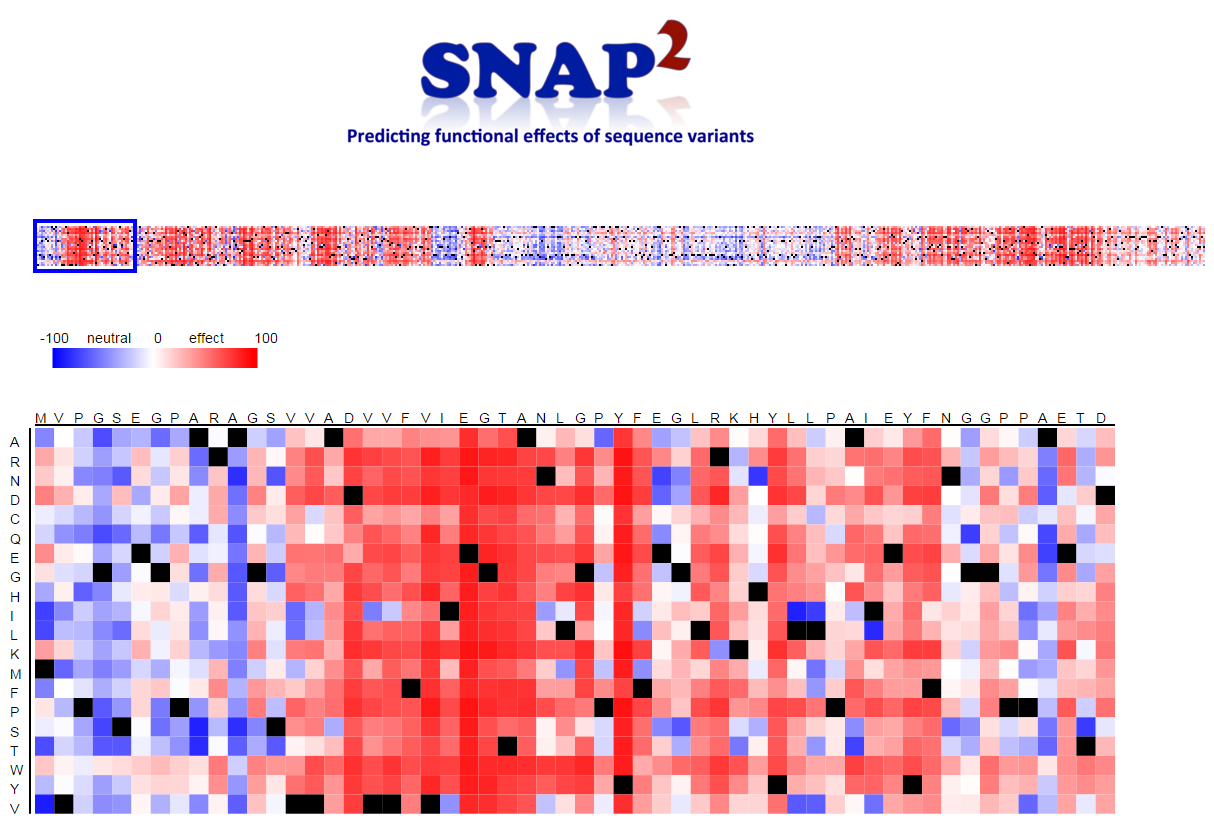 SNAP2
Predicting functional effects of sequence variants
-100 neutral 0 effect 100
M V P G S E G P A R A G S V V A D V V F V I E G T A N L G P Y F E G L R K H Y L L P A I E Y F N G G P P A E T D
A
R
N
D
C
Q
E
G
H
I
L
K
M
F
P
S
T
W
Y
V